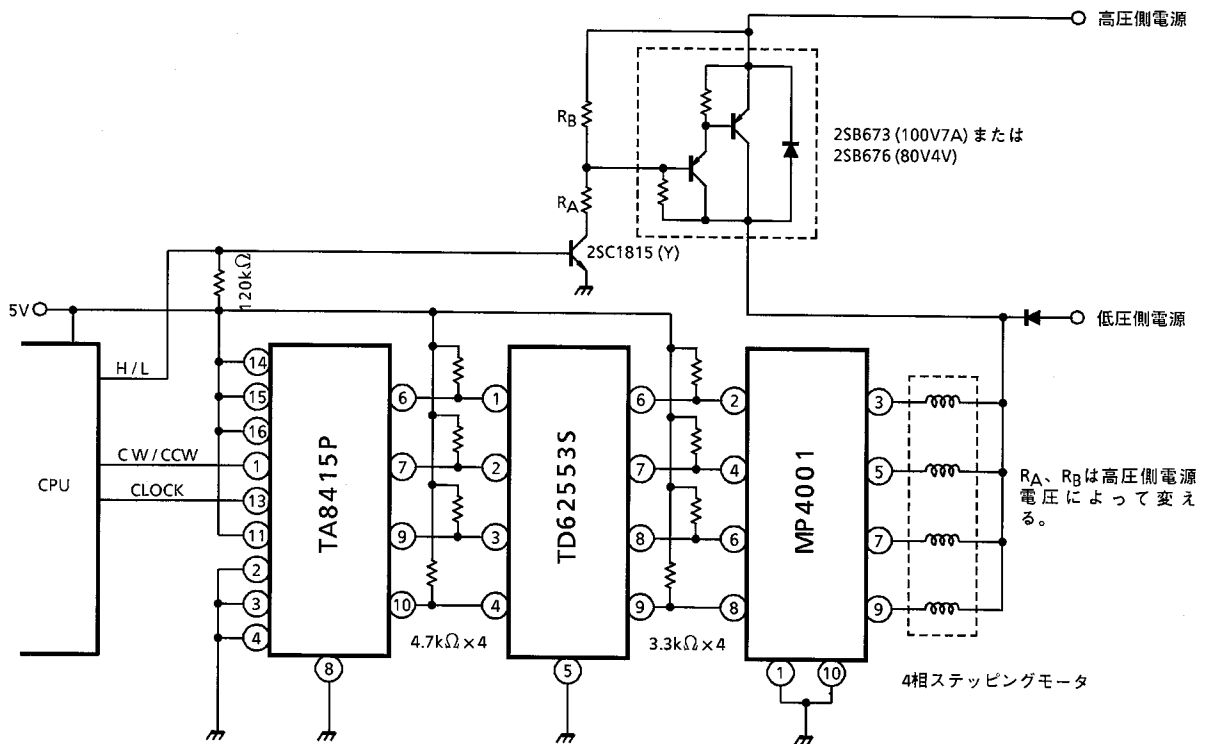 高圧側電源
RB
2SB673 (100V7A) または
2SB676 (80V4V)
RA
2SC1815 (Y)
120kΩ
5V
低圧側電源
H / L
CW/CCW
CLOCK
CPU
14
15
16
1
13
11
2
3
4
TA8415P
6
7
9
10
8
4.7kΩ×4
1
2
3
4
TD62553S
6
7
8
9
5
3.3kΩ×4
2
4
6
8
MP4001
3
5
7
9
1
10
RA、RBは高圧側電源
電圧によって変え
る。
4相ステッピングモータ